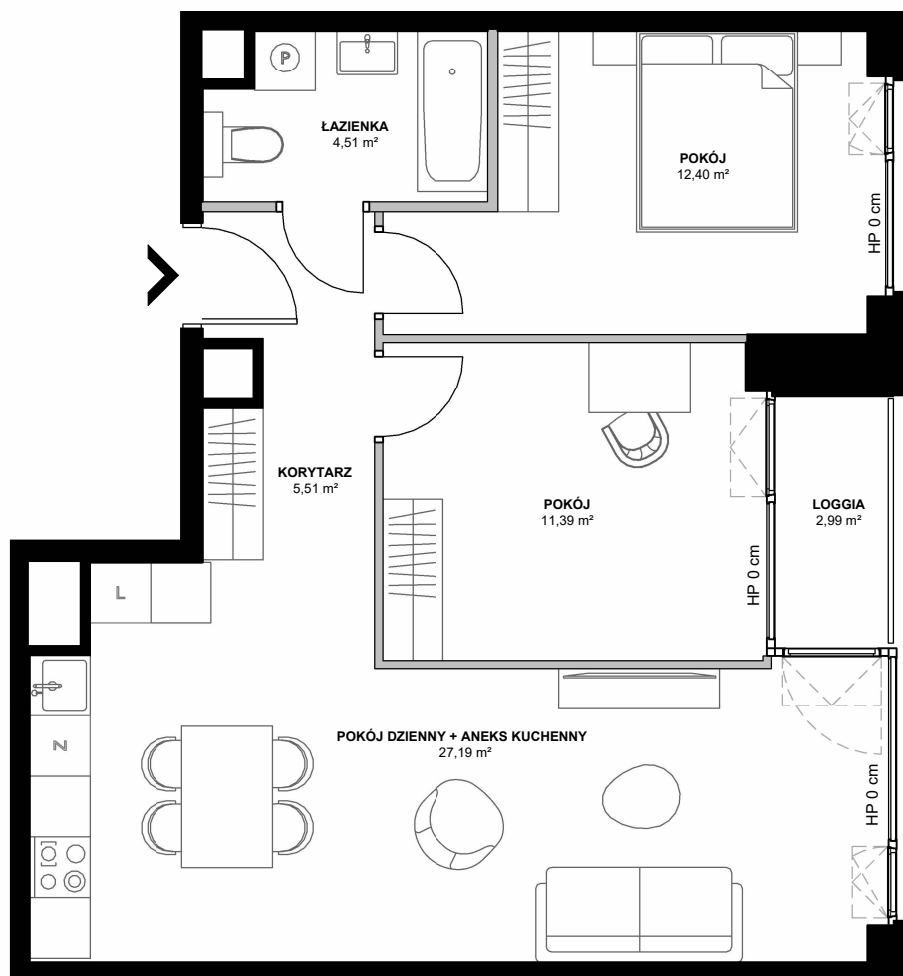 P
ŁAZIENKA
4,51 m²
POKÓJ
12,40 m²
HP 0 cm
KORYTARZ
5,51 m²
POKÓJ
11,39 m²
LOGGIA
2,99 m²
HP 0 cm
L
Z
POKÓJ DZIENNY + ANEKS KUCHENNY
27,19 m²
HP 0 cm